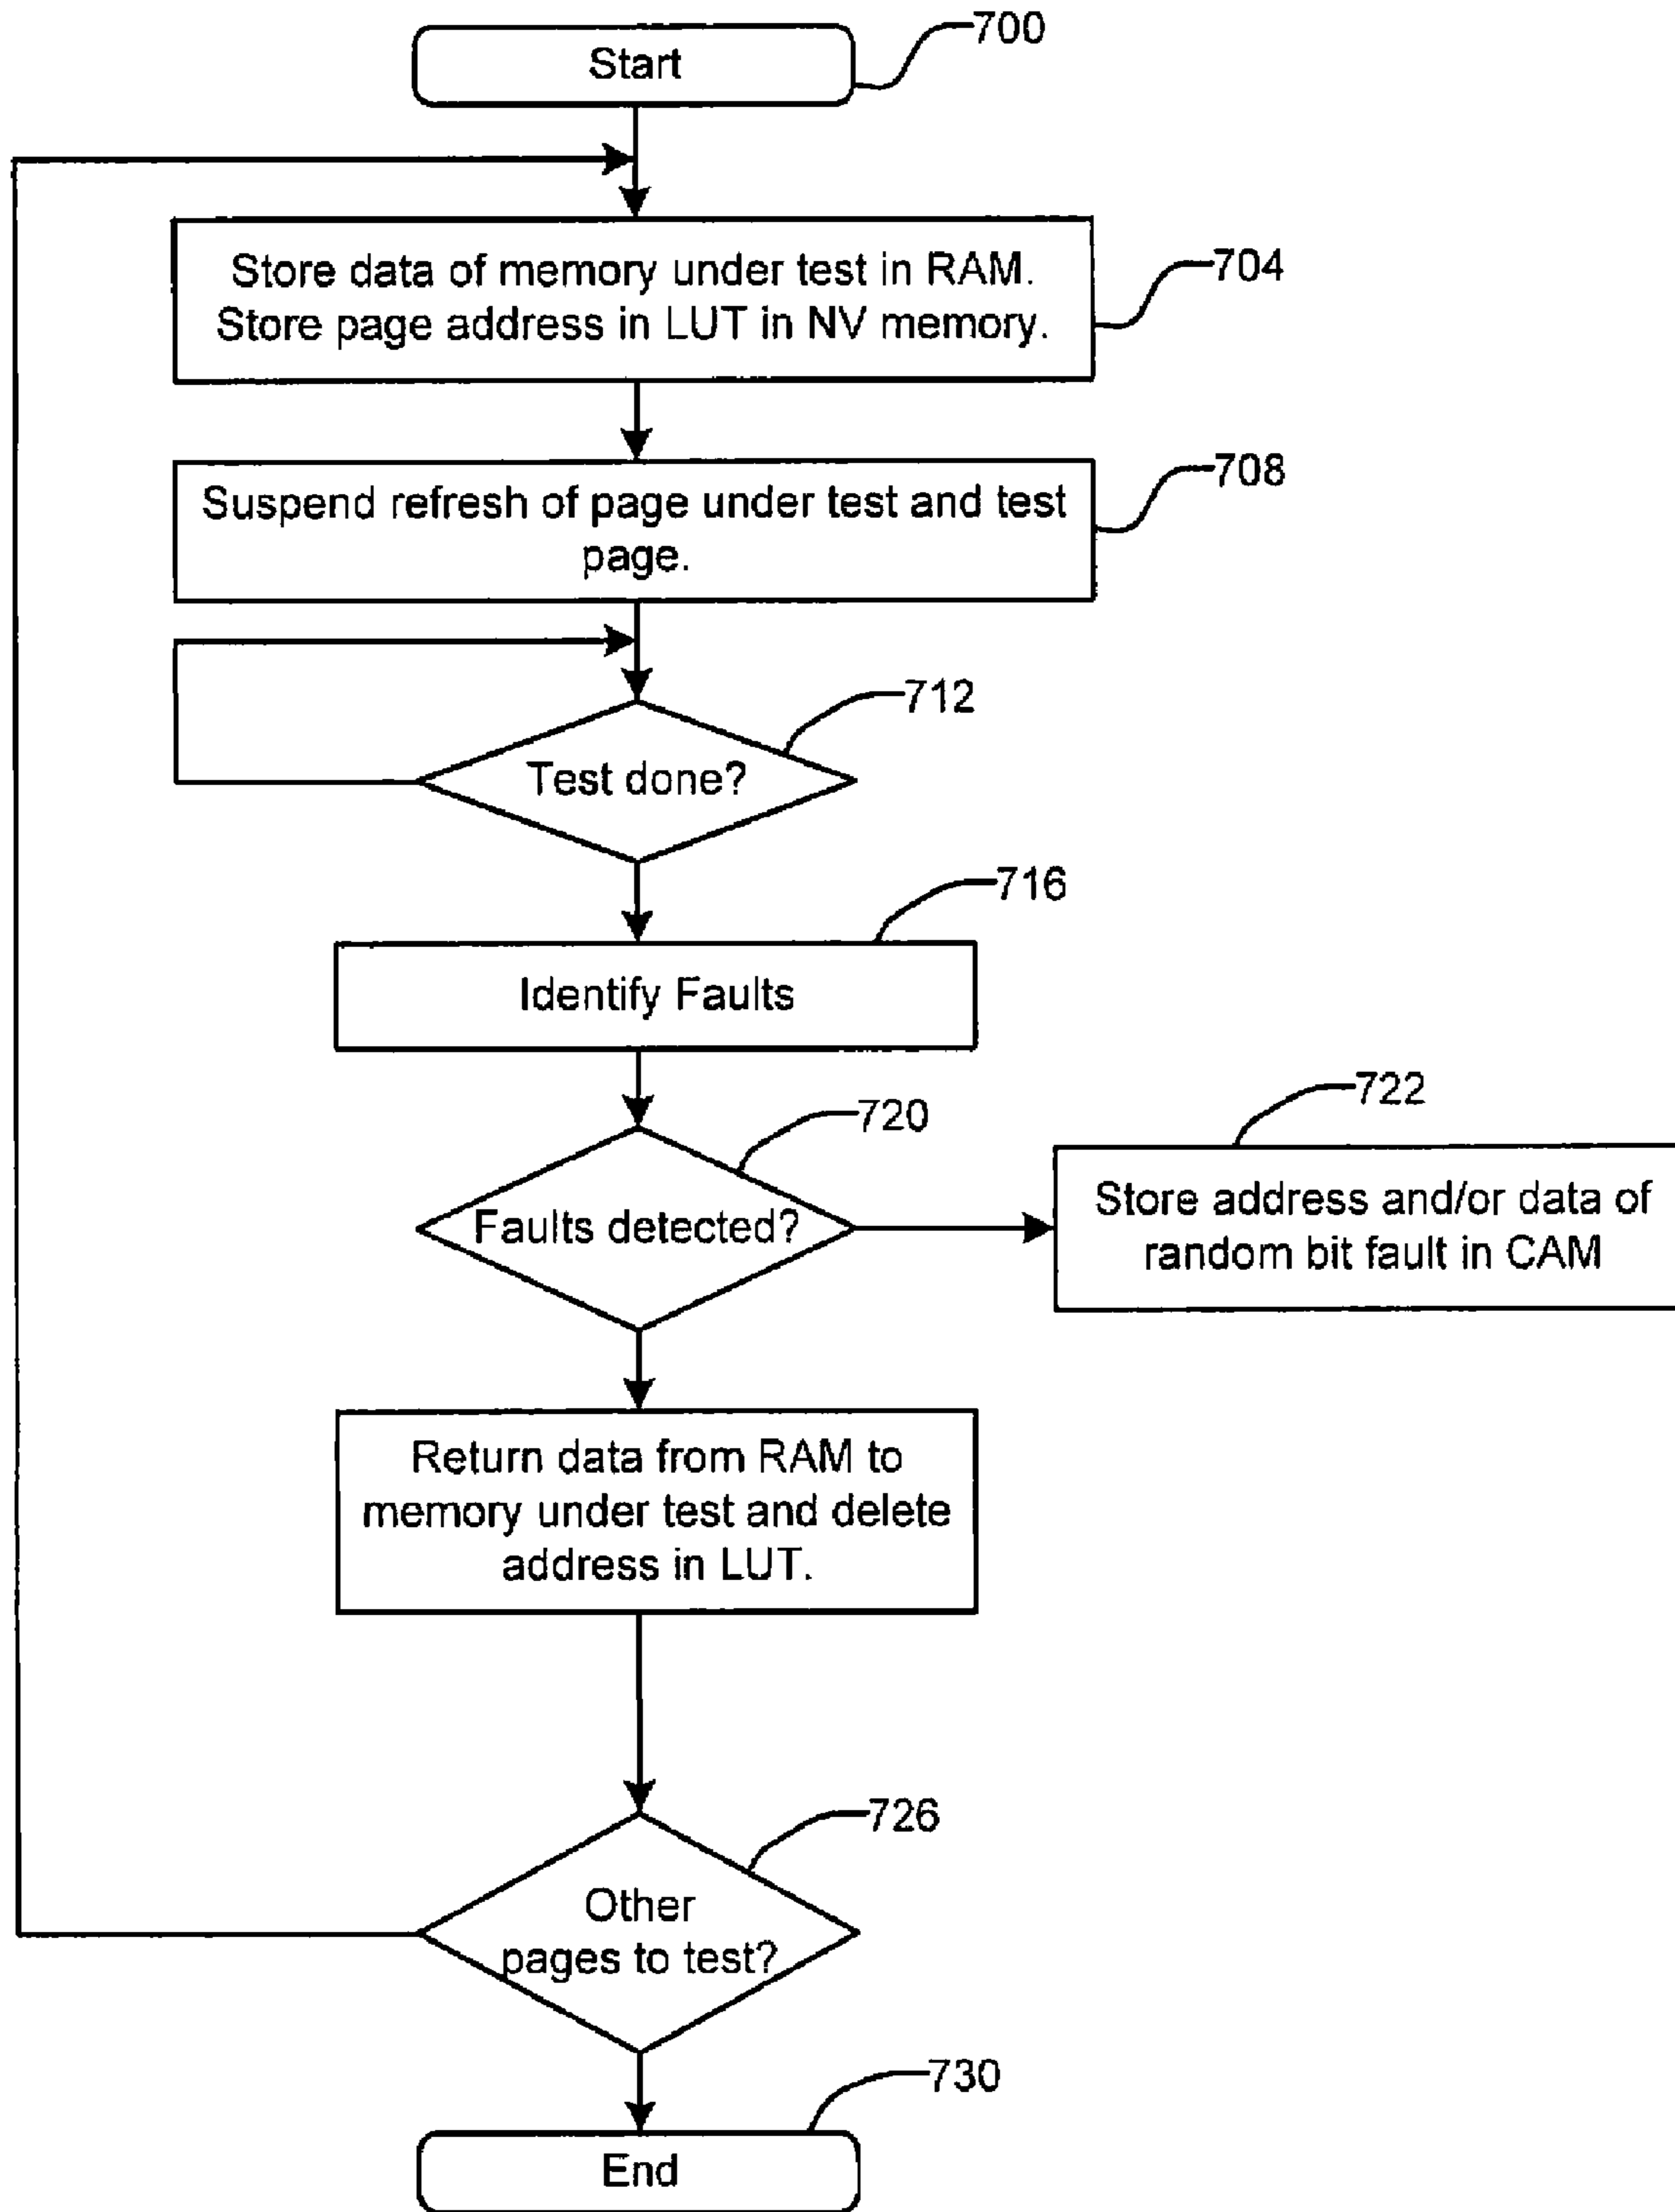 700
Start
Store data of memory under test in RAM.
Store page address in LUT in NV memory.
704
Suspend refresh of page under test and test
page.
708
712
Test done?
716
Identify Faults
720
Faults detected?
722
Store address and/or data of
random bit fault in CAM
Return data from RAM to
memory under test and delete
address in LUT.
726
Other
pages to test?
730
End